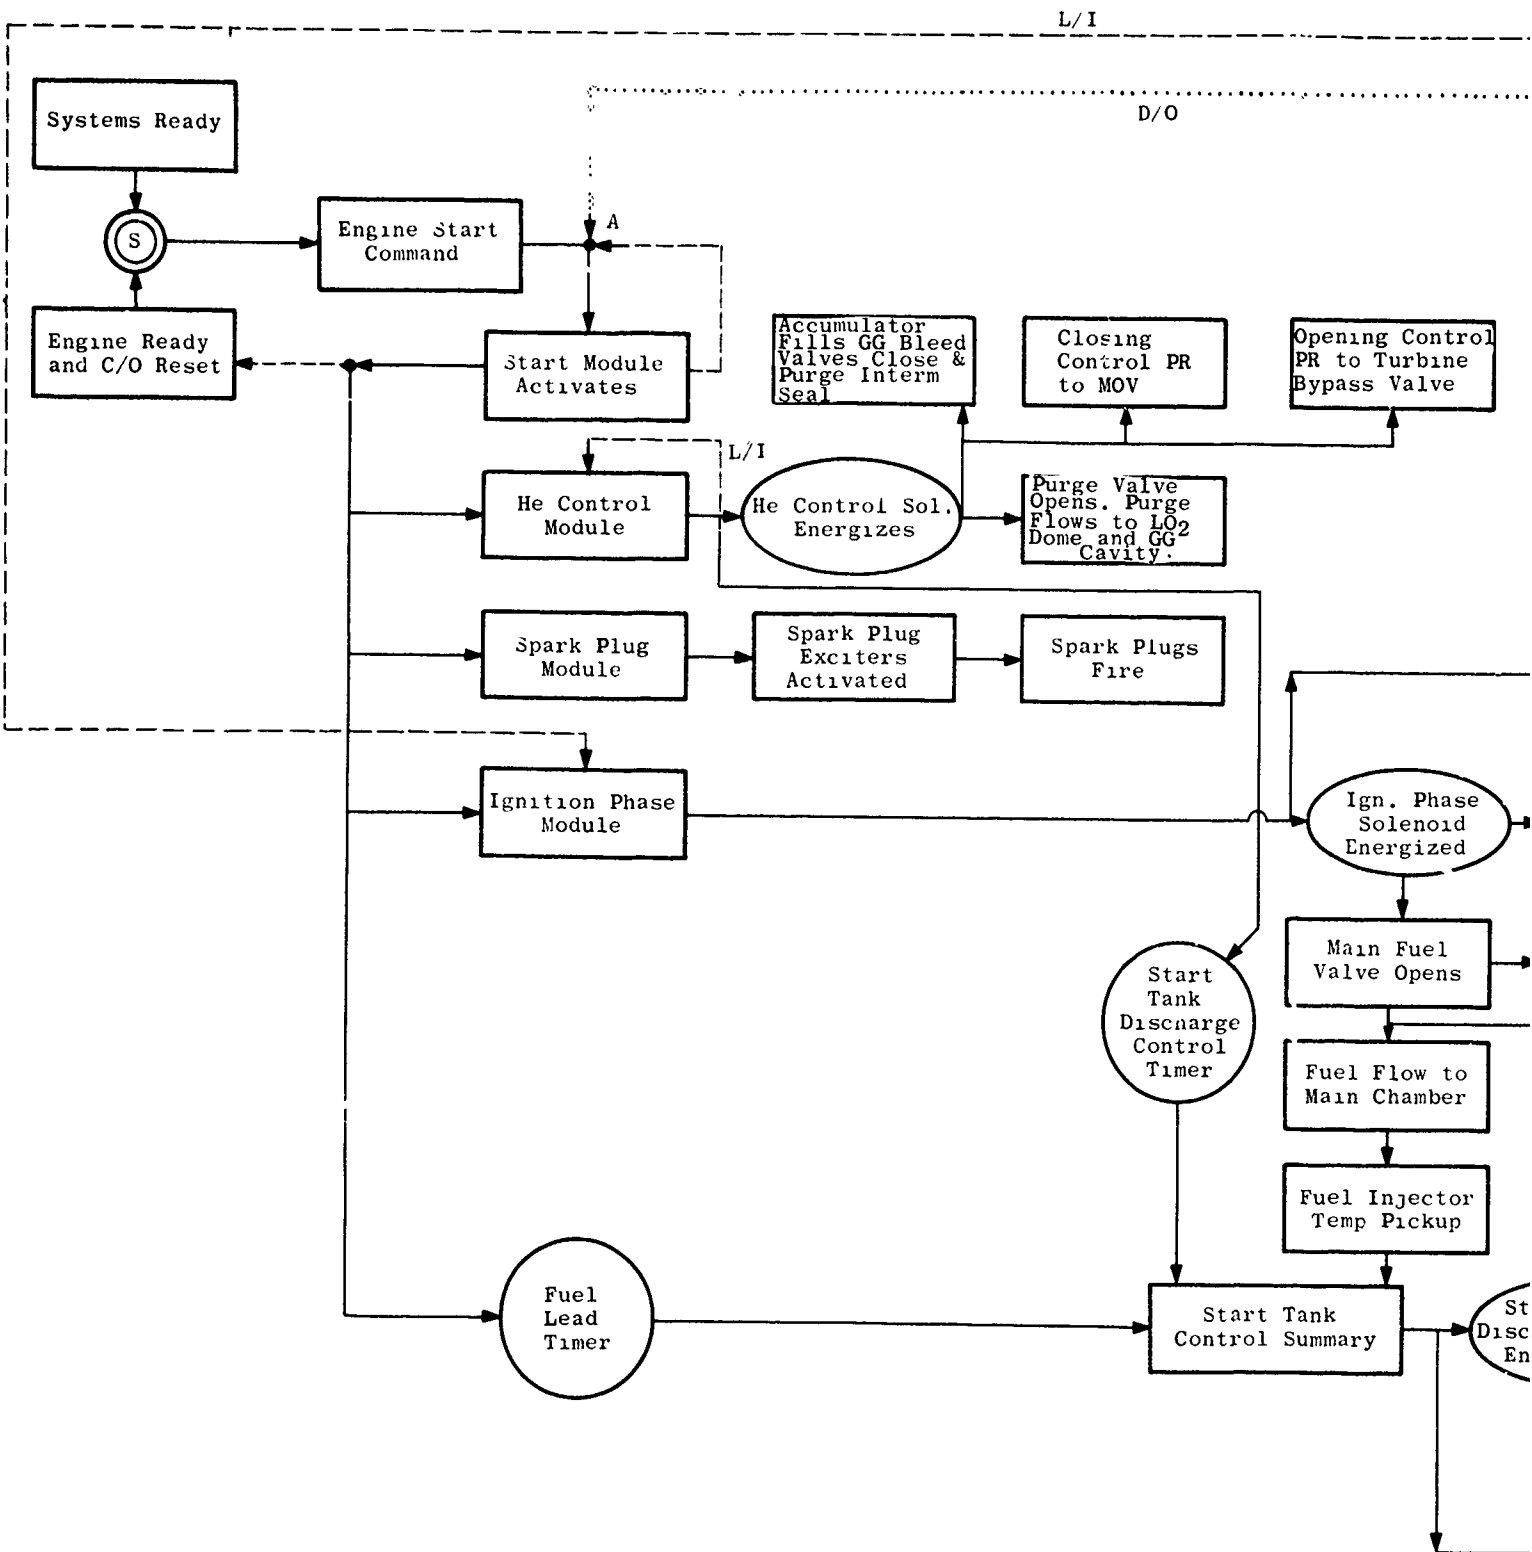 L/I
D/O
Systems Ready
S
Engine Start
Command
A
Engine Ready
and C/O Reset
Start Module
Activates
Accumulator
Fills GG Bleed
Valves Close &
Purge Interm
Seal
Closing
Control PR
to MOV
Opening Control
PR to Turbine
Bypass Valve
L/I
He Control
Module
He Control Sol.
Energizes
Purge Valve
Opens. Purge
Flows to LO2
Dome and GG
Cavity.
Spark Plug
Module
Spark Plug
Exciters
Activated
Spark Plugs
Fire
Ignition Phase
Module
Ign. Phase
Solenoid
Energized
Main Fuel
Valve Opens
Start
Tank
Discharge
Control
Timer
Fuel Flow to
Main Chamber
Fuel Injector
Temp Pickup
Fuel
Lead
Timer
Start Tank
Control Summary
St
Disc
En